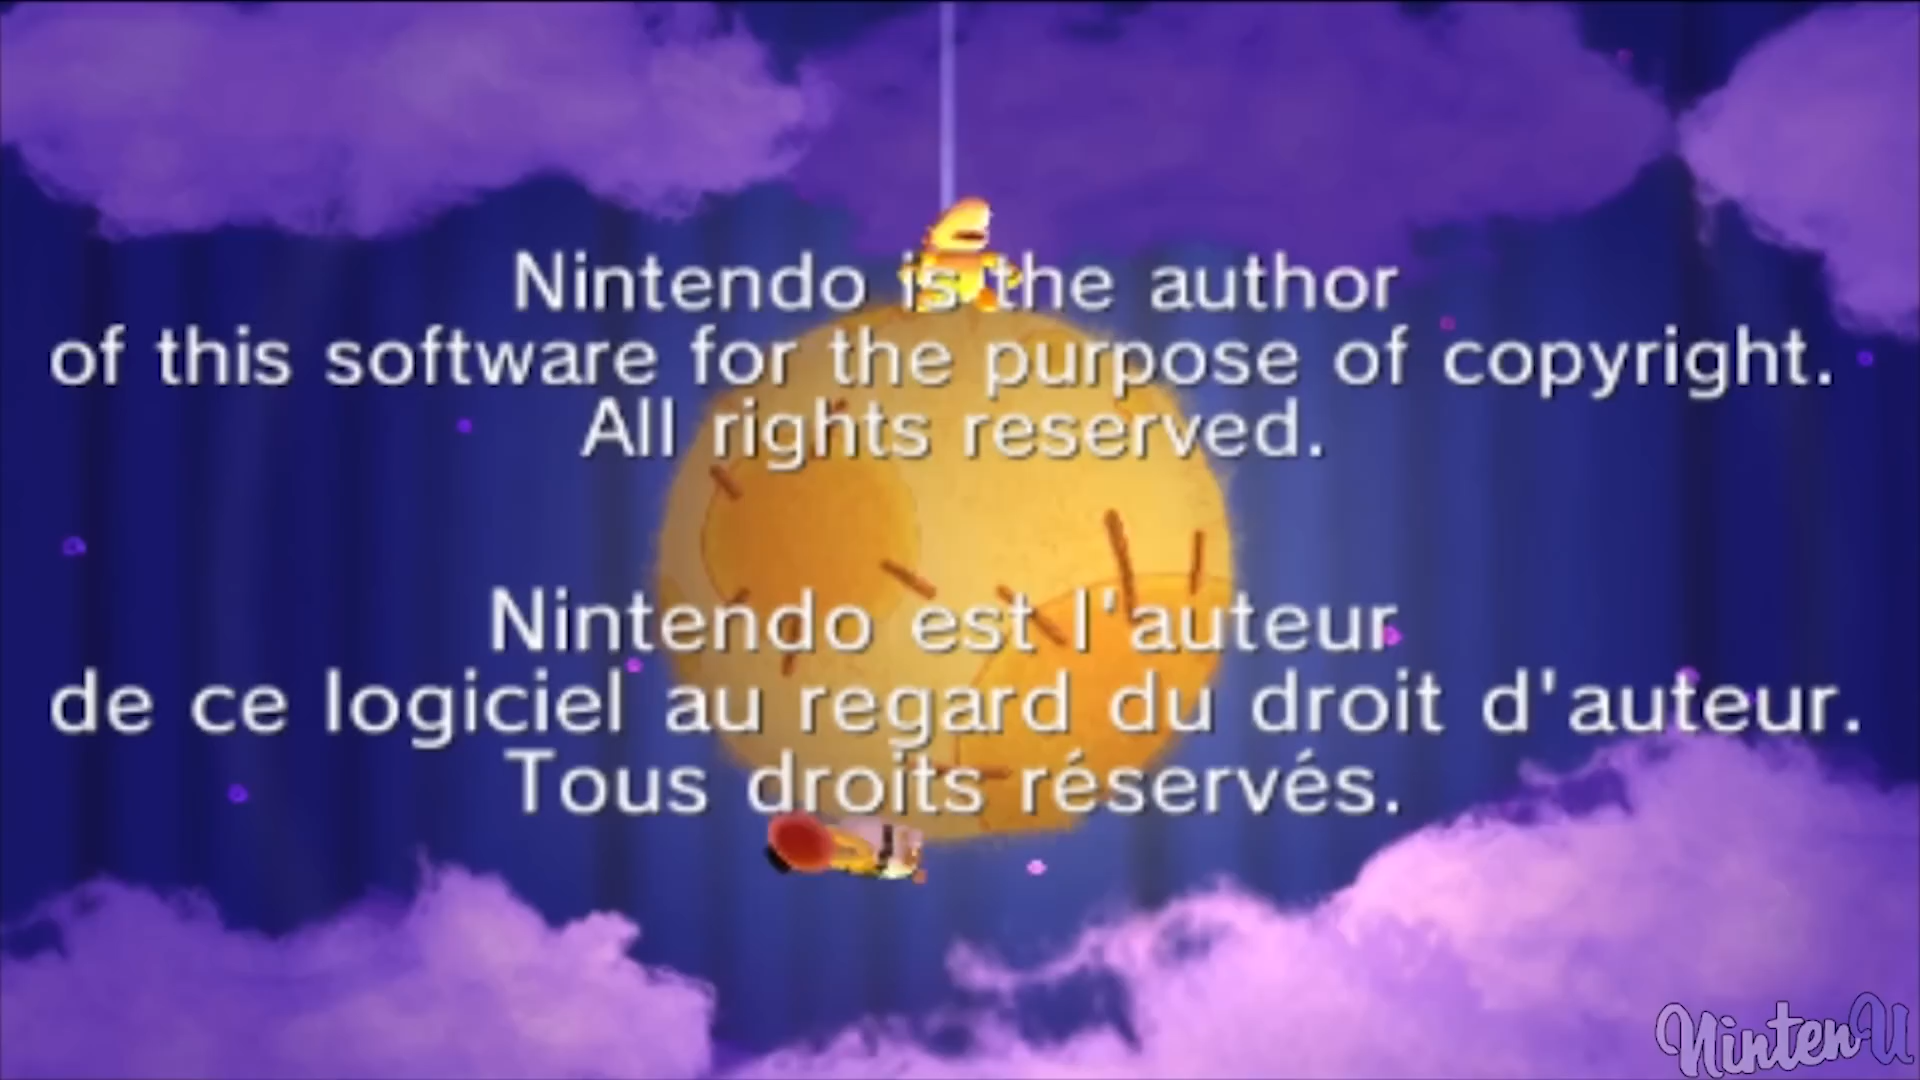 Nintendo is the author
of this software for the purpose of copyright.
All rights reserved.
Nintendo est l'auteur
de ce logiciel au regard du droit d'auteur.
Tous droits réservés.
NintenU